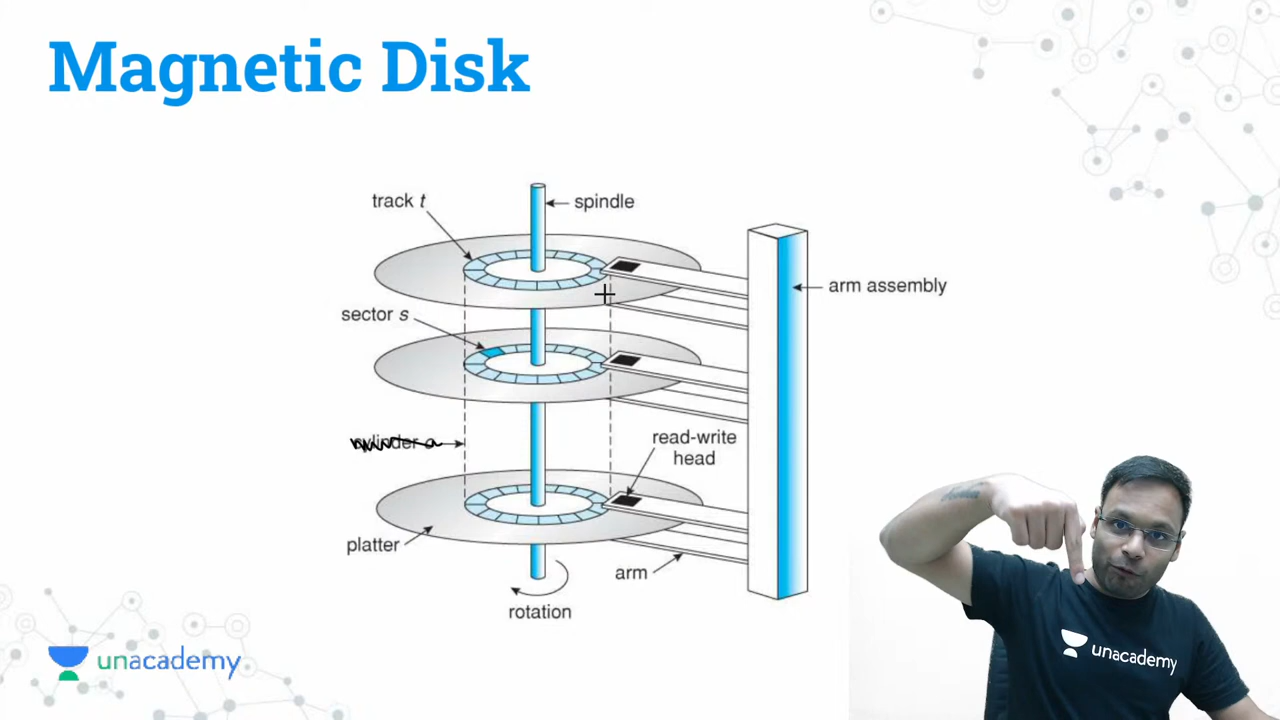 Magnetic Disk
track t
spindle
arm assembly
sector s
read-write
head
platter
arm
rotation
unacademy
unacademy